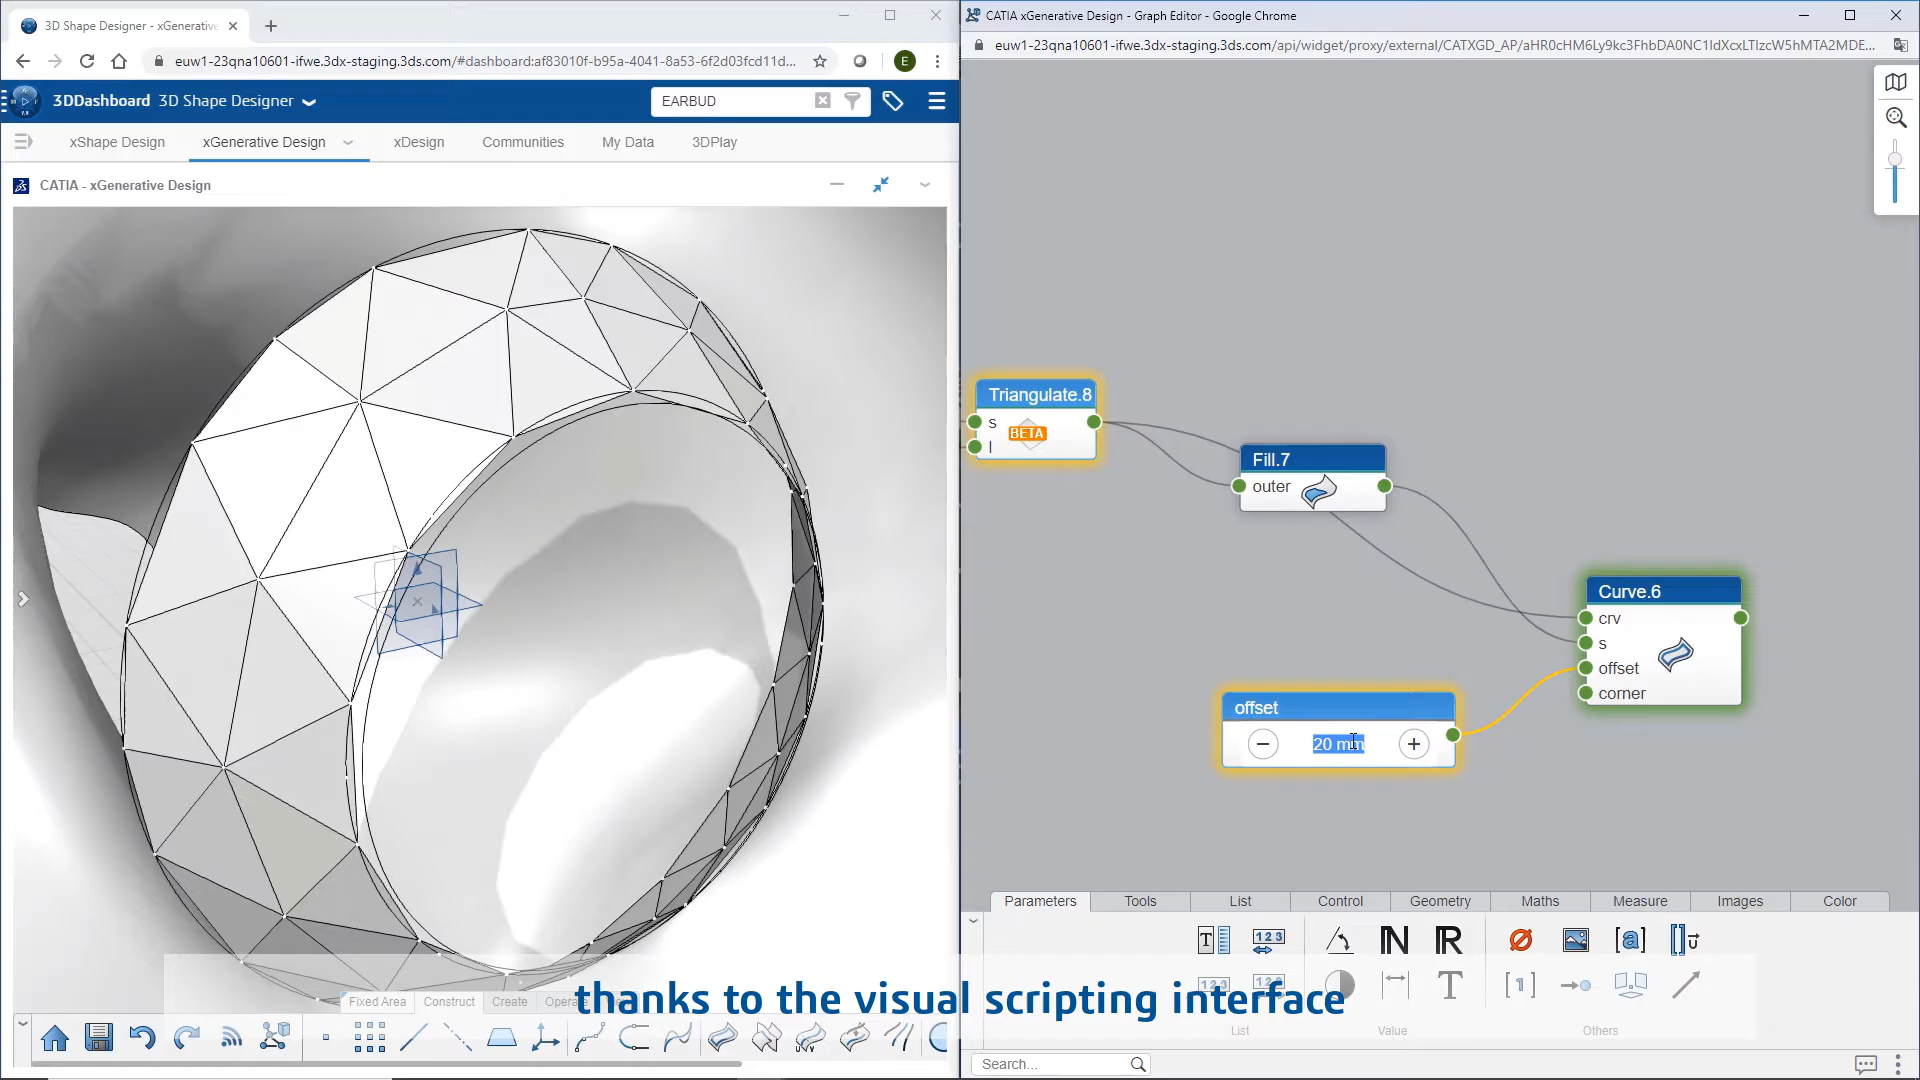 3D Shape Designer - xGenerative
CATIA xGenerative Design - Graph Editor - Google Chrome
euw1-23qna10601-ifwe.3dx-staging.3ds.com/#dashboard:af83010f-b95a-4041-8a53-6f2d03fcd11d...
E
euw1-23qna10601-ifwe.3dx-staging.3ds.com/api/widget/proxy/external/CATXGD_AP/aHR0cHM6Ly9kc3FhbDA0NC1ldXcxLTIzcW5hMTA2MDE...
3DDashboard 3D Shape Designer
EARBUD
xShape Design
xGenerative Design
xDesign
Communities
My Data
3DPlay
CATIA - xGenerative Design
Triangulate.8
s
BETA
l
Fill.7
outer
Curve.6
crv
s
offset
corner
offset
20 mm
Parameters
Tools
List
Control
Geometry
Maths
Measure
Images
Color
thanks to the visual scripting interface
Fixed Area
Construct
Create
List
Value
Others
Search...